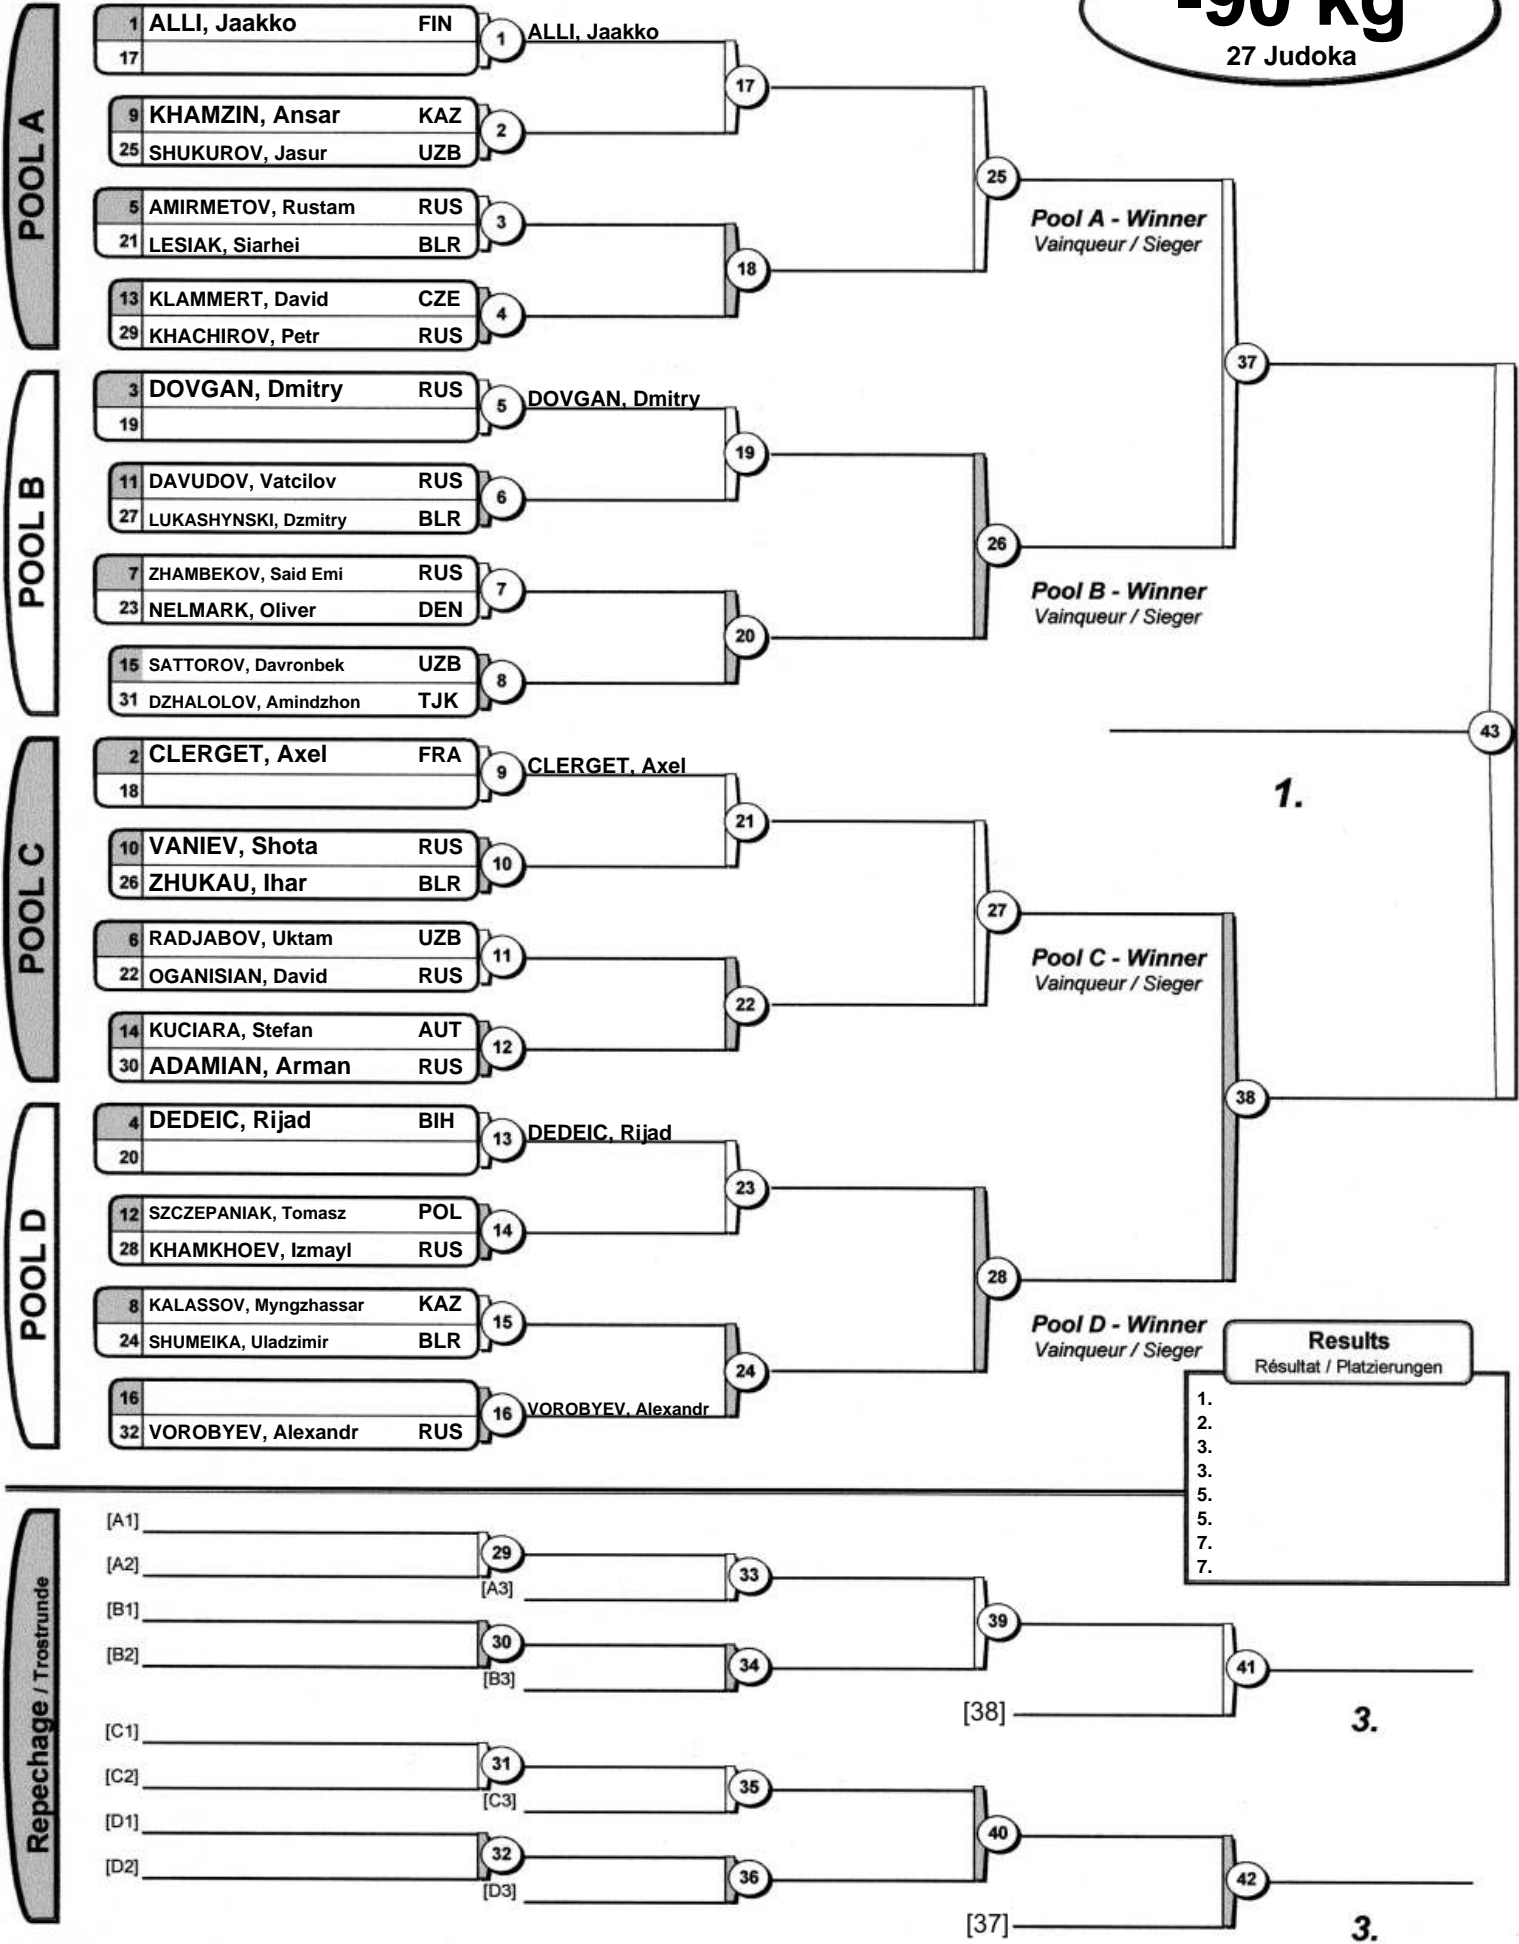 -90 kg
27 Judoka
POOL A
1 ALLI, Jaakko FIN
17
1 ALLI, Jaakko
9 KHAMZIN, Ansar KAZ
25 SHUKUROV, Jasur UZB
2
17
5 AMIRMETOV, Rustam RUS
21 LESIAK, Siarhei BLR
3
13 KLAMMERT, David CZE
29 KHACHIROV, Petr RUS
4
18
25
Pool A - Winner
Vainqueur / Sieger
POOL B
3 DOVGAN, Dmitry RUS
19
5 DOVGAN, Dmitry
11 DAVUDOV, Vatcilov RUS
27 LUKASHYNSKI, Dzmitry BLR
6
19
7 ZHAMBEKOV, Said Emi RUS
23 NELMARK, Oliver DEN
7
15 SATTOROV, Davronbek UZB
31 DZHALOLOV, Amindzhon TJK
8
20
26
Pool B - Winner
Vainqueur / Sieger
37
43
1.
POOL C
2 CLERGET, Axel FRA
18
9 CLERGET, Axel
10 VANIEV, Shota RUS
26 ZHUKAU, Ihar BLR
10
21
6 RADJABOV, Uktam UZB
22 OGANISIAN, David RUS
11
14 KUCIARA, Stefan AUT
30 ADAMIAN, Arman RUS
12
22
27
Pool C - Winner
Vainqueur / Sieger
POOL D
4 DEDEIC, Rijad BIH
20
13 DEDEIC, Rijad
12 SZCZEPANIAK, Tomasz POL
28 KHAMKHOEV, Izmayl RUS
14
23
8 KALASSOV, Myngzhassar KAZ
24 SHUMEIKA, Uladzimir BLR
15
16
32 VOROBYEV, Alexandr RUS
16 VOROBYEV, Alexandr
24
28
Pool D - Winner
Vainqueur / Sieger
38
Results
Résultat / Platzierungen
1.
2.
3.
3.
5.
5.
7.
7.
Repechage / Trostrunde
[A1]
[A2]
29
[A3]
33
[B1]
[B2]
30
[B3]
34
39
[38]
41
3.
[C1]
[C2]
31
[C3]
35
[D1]
[D2]
32
[D3]
36
40
[37]
42
3.